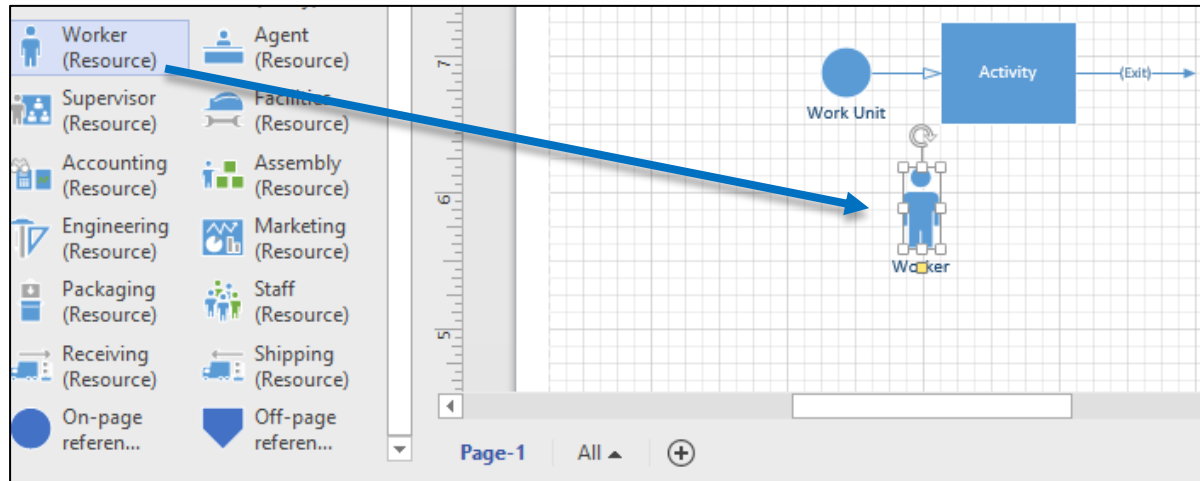 Worker
(Resource)
Agent
(Resource)
Supervisor
(Resource)
Facilities
(Resource)
Accounting
(Resource)
Assembly
(Resource)
Engineering
(Resource)
Marketing
(Resource)
Packaging
(Resource)
Staff
(Resource)
Receiving
(Resource)
Shipping
(Resource)
On-page
referen...
Off-page
referen...
7
6
5
Work Unit
Activity
(Exit)
Worker
Page-1
All